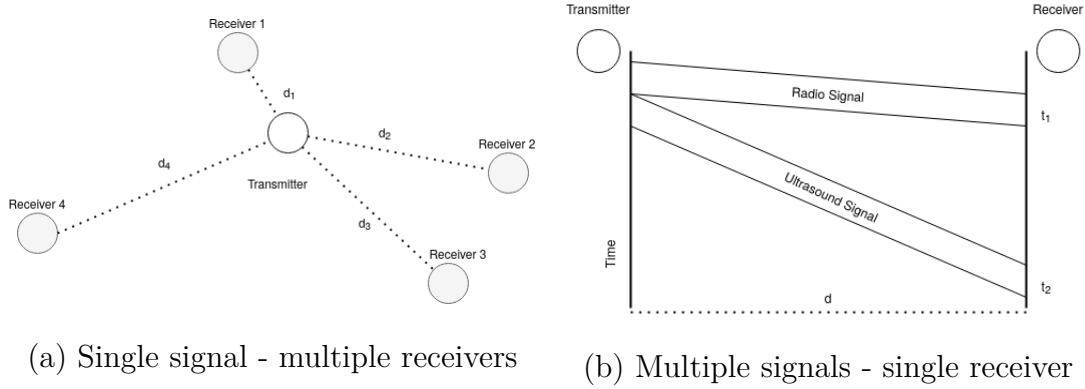 Receiver 1
d1
d2
Receiver 2
d4
Transmitter
Receiver 4
d3
Receiver 3
(a) Single signal - multiple receivers
Transmitter
Receiver
Radio Signal
t1
Ultrasound Signal
Time
t2
d
(b) Multiple signals - single receiver